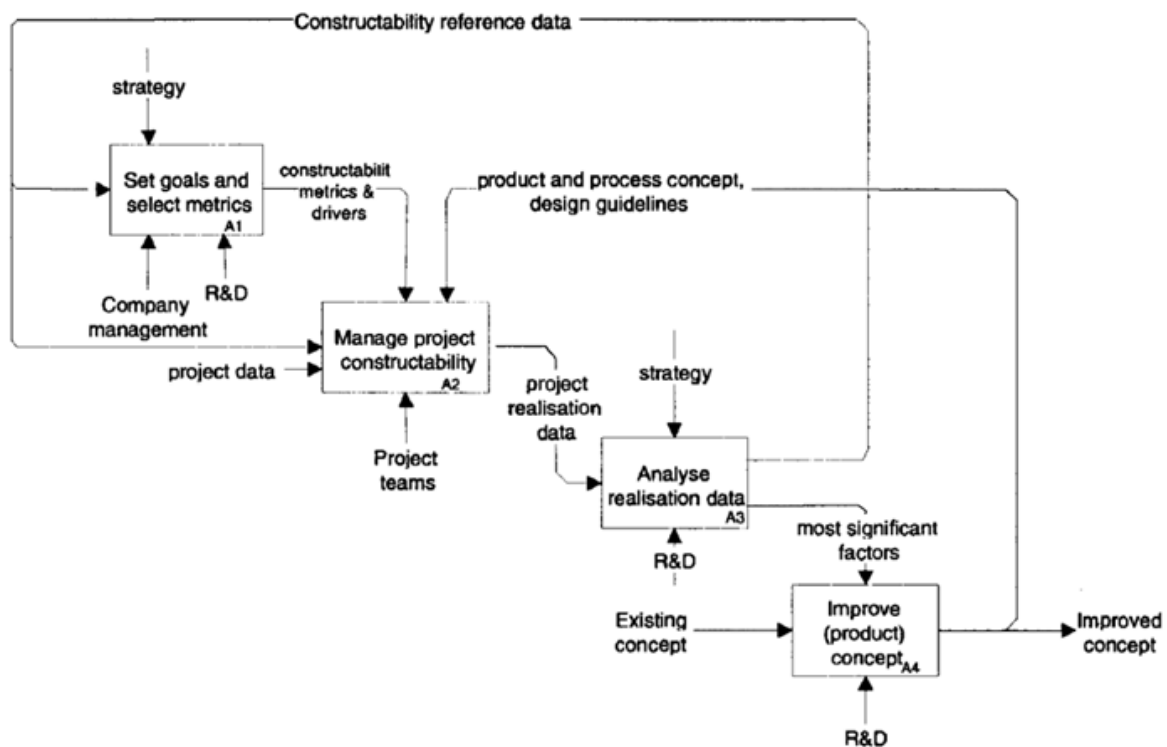 Constructability reference data
strategy
Set goals and
select metrics
A1
constructabilit
metrics &
drivers
product and process concept,
design guidelines
Company
management
R&D
Manage project
constructability
A2
project data
Project
teams
project
realisation
data
strategy
Analyse
realisation data
A3
R&D
most significant
factors
Existing
concept
Improve
(product)
concept
A4
Improved
concept
R&D